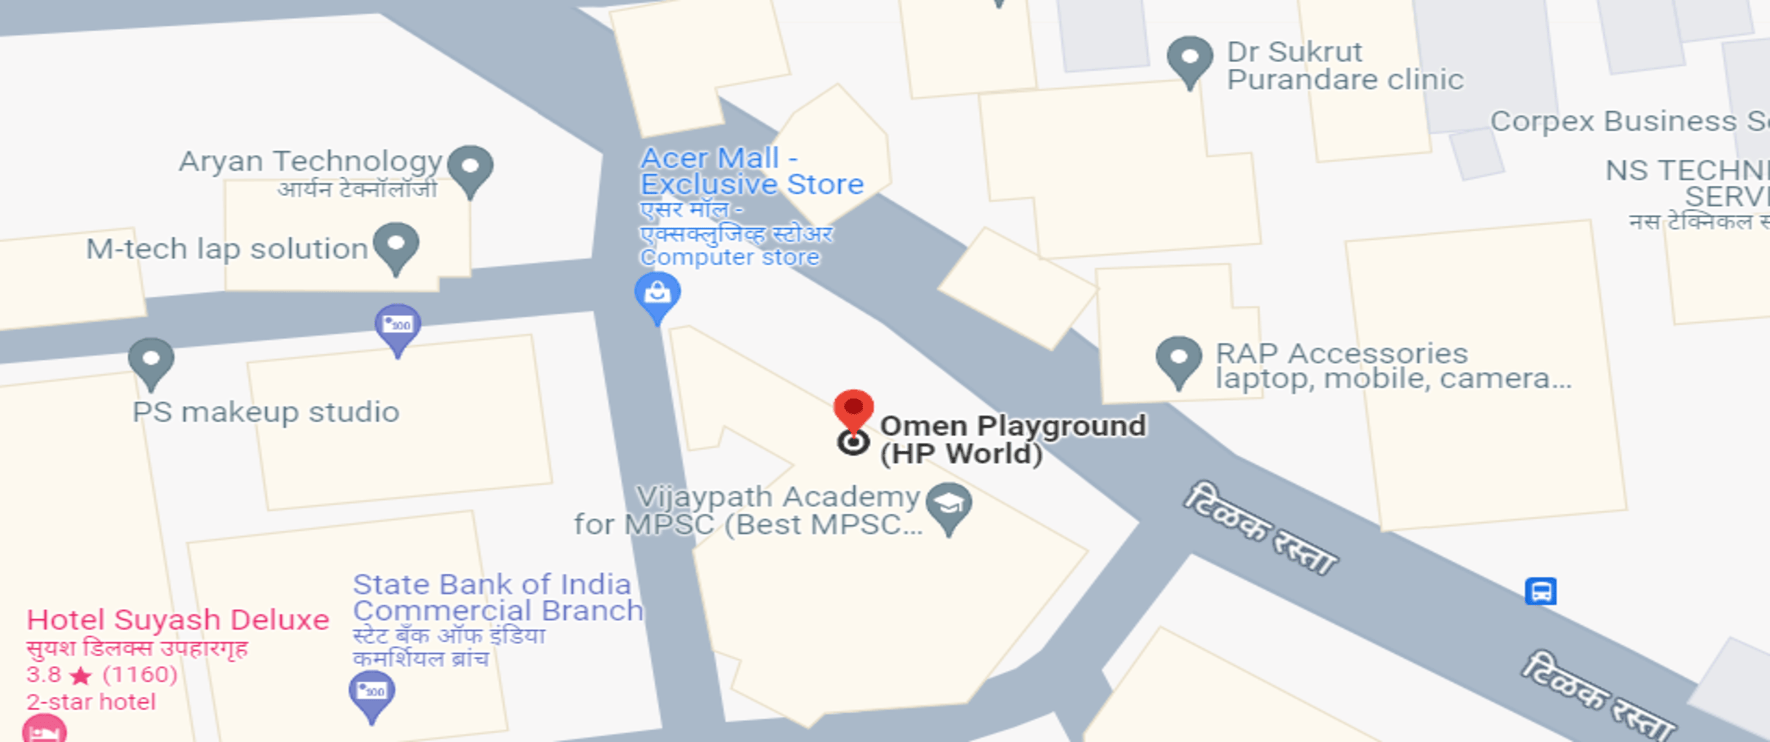 Dr Sukrut
Purandare clinic
Corpex Business
NS TECHNI
SERV
नस टेक्निकल
Aryan Technology
आर्यन टेक्नॉलॉजी
M-tech lap solution
Acer Mall -
Exclusive Store
एसर मॉल -
एक्सक्लुजिव्ह स्टोअर
Computer store
PS makeup studio
RAP Accessories
laptop, mobile, camera...
Omen Playground
(HP World)
Vijaypath Academy
for MPSC (Best MPSC...
टिळक रस्ता
State Bank of India
Commercial Branch
स्टेट बँक ऑफ इंडिया
कमर्शियल ब्रांच
Hotel Suyash Deluxe
सुयश डिलक्स उपहारगृह
3.8 ★ (1160)
2-star hotel
टिळक रस्ता